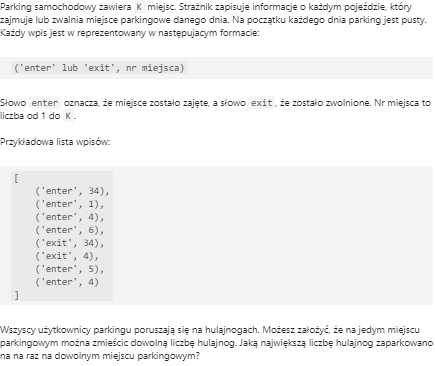 Parking samochodowy zawiera K miejsc. Strażnik zapisuje informacje o każdym pojeździe, który
zajmuje lub zwalnia miejsce parkingowe danego dnia. Na początku każdego dnia parking jest pusty.
Każdy wpis jest w reprezentowany w następujacym formacie:
('enter' lub 'exit', nr miejsca)
Słowo enter oznacza, że miejsce zostało zajęte, a słowo exit, że zostało zwolnione. Nr miejsca to
liczba od 1 do K.
Przykładowa lista wpisów:
[
('enter', 34),
('enter', 1),
('enter', 4),
('enter', 6),
('exit', 34),
('exit', 4),
('enter', 5),
('enter', 4)
]
Wszyscy użytkownicy parkingu poruszają się na hulajnogach. Możesz założyć, że na jedym miejscu
parkingowym można zmieścic dowolną liczbę hulajnog. Jaką największą liczbę hulajnog zaparkowano
na na raz na dowolnym miejscu parkingowym?